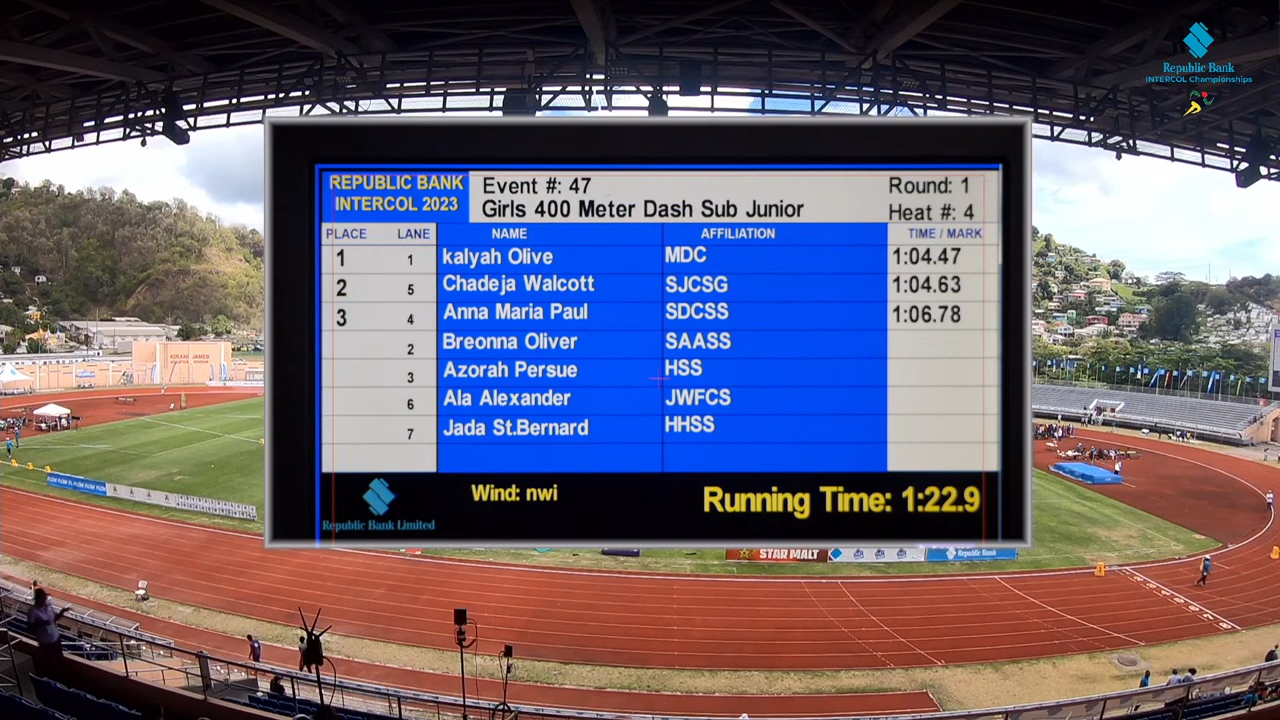 Republic Bank
INTERCOL Championships
REPUBLIC BANK
INTERCOL 2023
Event #: 47
Girls 400 Meter Dash Sub Junior
Round: 1
Heat #: 4
PLACE LANE NAME AFFILIATION TIME / MARK
1 1 kalyah Olive MDC 1:04.47
2 5 Chadeja Walcott SJCSG 1:04.63
3 4 Anna Maria Paul SDCSS 1:06.78
2 Breonna Oliver SAASS
3 Azorah Persue HSS
6 Ala Alexander JWFCS
7 Jada St.Bernard HHSS
Republic Bank Limited
Wind: nwi
Running Time: 1:22.9
KIRANI JAMES
STAR MALT
Republic Bank